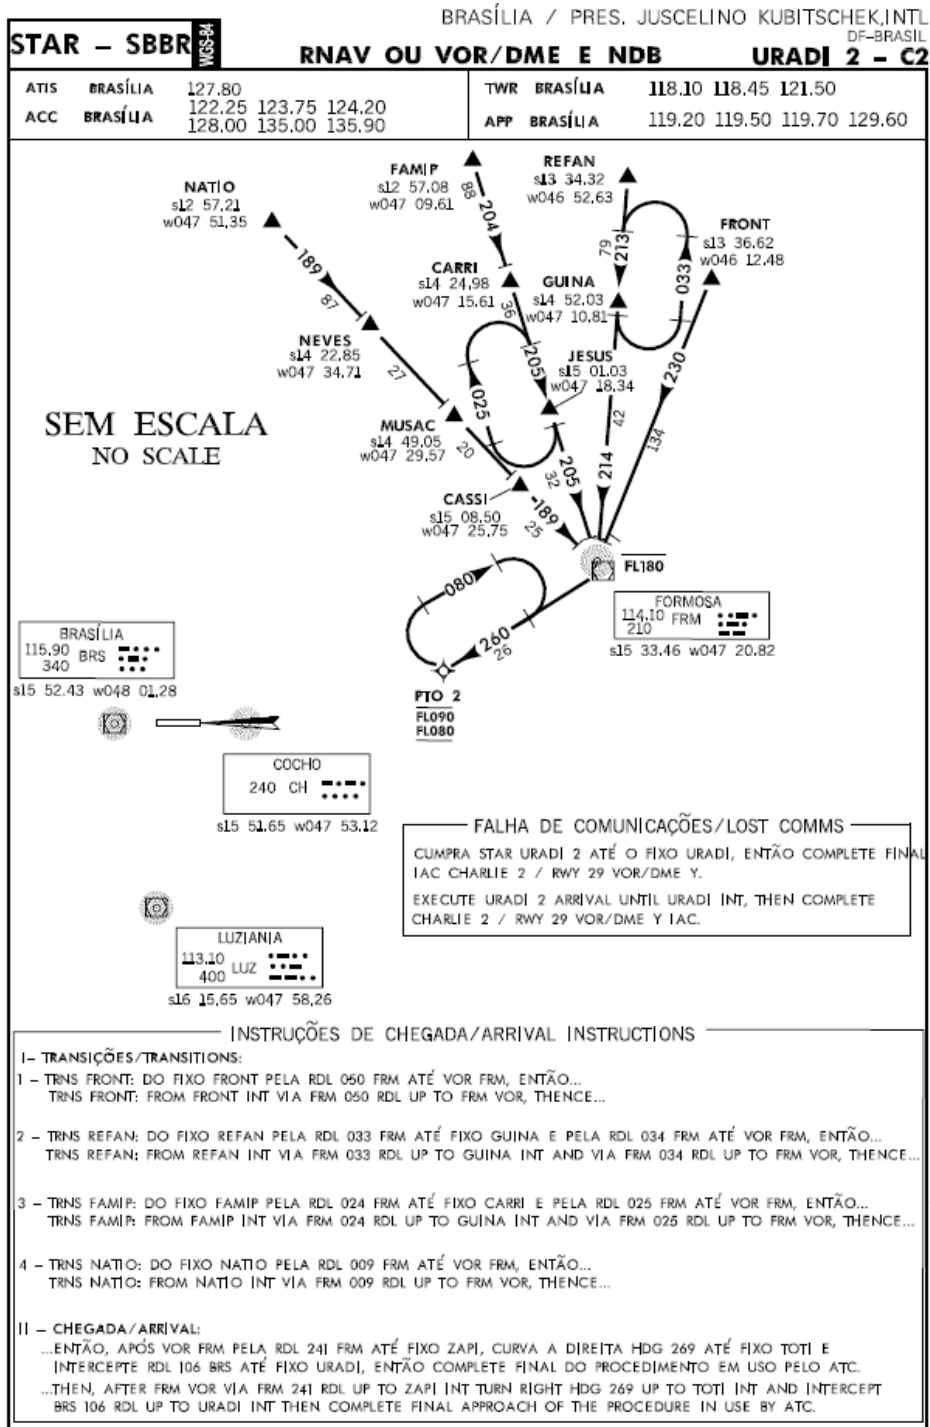 BRASÍLIA / PRES. JUSCELINO KUBITSCHEK,INTL
DF-BRASIL
STAR - SBBR
WGS-84
RNAV OU VOR/DME E NDB
URADI 2 - C2
ATIS BRASÍLIA 127.80
ACC BRASÍLIA 122.25 123.75 124.20
128.00 135.00 135.90
TWR BRASÍLIA 118.10 118.45 121.50
APP BRASÍLIA 119.20 119.50 119.70 129.60
NATIO
s12 57.21
w047 51.35
FAMIP
s12 57.08
w047 09.61
REFAN
s13 34.32
w046 52.63
FRONT
s13 36.62
w046 12.48
88
204
79
213
033
189
87
CARRI
s14 24.98
w047 15.61
36
GUINA
s14 52.03
w047 10.81
NEVES
s14 22.85
w047 34.71
27
205
025
JESUS
s15 01.03
w047 18.34
230
134
42
SEM ESCALA
NO SCALE
MUSAC
s14 49.05
w047 29.57
20
205
32
214
CASSI
s15 08.50
w047 25.75
189
25
FL180
080
260
26
FORMOSA
114.10 FRM
210
s15 33.46 w047 20.82
BRASÍLIA
115.90 BRS
340
s15 52.43 w048 01.28
PTO 2
FL090
FL080
COCHO
240 CH
s15 51.65 w047 53.12
FALHA DE COMUNICAÇÕES/LOST COMMS
CUMPRA STAR URADI 2 ATÉ O FIXO URADI, ENTÃO COMPLETE FINAL
IAC CHARLIE 2 / RWY 29 VOR/DME Y.
EXECUTE URADI 2 ARRIVAL UNTIL URADI INT, THEN COMPLETE
CHARLIE 2 / RWY 29 VOR/DME Y IAC.
LUZIANIA
113.10 LUZ
400
s16 15.65 w047 58.26
INSTRUÇÕES DE CHEGADA/ARRIVAL INSTRUCTIONS
I- TRANSIÇÕES/TRANSITIONS:
1 - TRNS FRONT: DO FIXO FRONT PELA RDL 050 FRM ATÉ VOR FRM, ENTÃO...
TRNS FRONT: FROM FRONT INT VIA FRM 050 RDL UP TO FRM VOR, THENCE...
2 - TRNS REFAN: DO FIXO REFAN PELA RDL 033 FRM ATÉ FIXO GUINA E PELA RDL 034 FRM ATÉ VOR FRM, ENTÃO...
TRNS REFAN: FROM REFAN INT VIA FRM 033 RDL UP TO GUINA INT AND VIA FRM 034 RDL UP TO FRM VOR, THENCE...
3 - TRNS FAMIP: DO FIXO FAMIP PELA RDL 024 FRM ATÉ FIXO CARRI E PELA RDL 025 FRM ATÉ VOR FRM, ENTÃO...
TRNS FAMIP: FROM FAMIP INT VIA FRM 024 RDL UP TO GUINA INT AND VIA FRM 025 RDL UP TO FRM VOR, THENCE...
4 - TRNS NATIO: DO FIXO NATIO PELA RDL 009 FRM ATÉ VOR FRM, ENTÃO...
TRNS NATIO: FROM NATIO INT VIA FRM 009 RDL UP TO FRM VOR, THENCE...
II - CHEGADA/ARRIVAL:
...ENTÃO, APÓS VOR FRM PELA RDL 241 FRM ATÉ FIXO ZAPI, CURVA A DIREITA HDG 269 ATÉ FIXO TOTI E
INTERCEPTE RDL 106 BRS ATÉ FIXO URADI, ENTÃO COMPLETE FINAL DO PROCEDIMENTO EM USO PELO ATC.
...THEN, AFTER FRM VOR VIA FRM 241 RDL UP TO ZAPI INT TURN RIGHT HDG 269 UP TO TOTI INT AND INTERCEPT
BRS 106 RDL UP TO URADI INT THEN COMPLETE FINAL APPROACH OF THE PROCEDURE IN USE BY ATC.